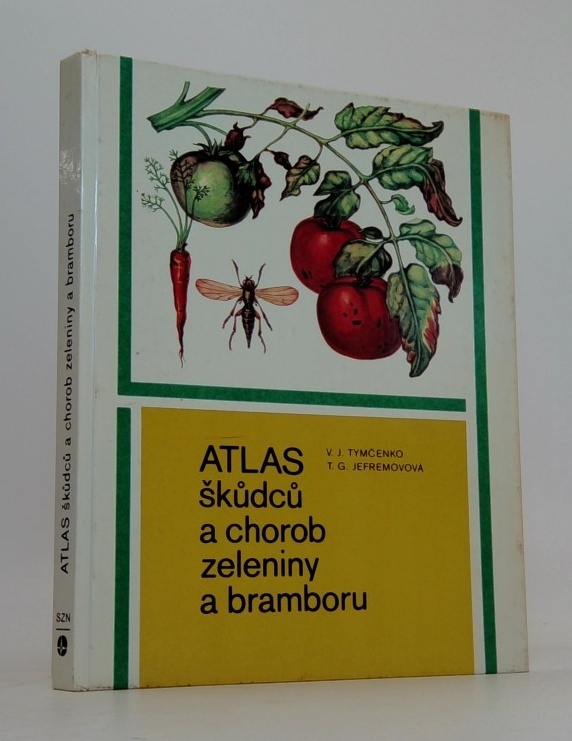 ATLAS škůdců a chorob zeleniny a bramboru
SZN
V. J. TYMČENKO
T. G. JEFREMOVOVÁ
ATLAS
škůdců
a chorob
zeleniny
a bramboru